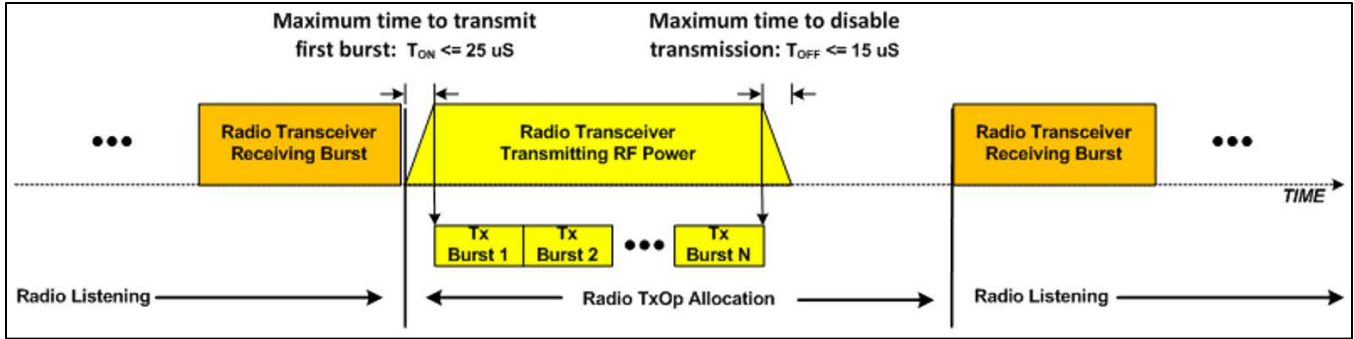 Maximum time to transmit
first burst: TON <= 25 uS
Maximum time to disable
transmission: TOFF <= 15 uS
•••
Radio Transceiver
Receiving Burst
Radio Transceiver
Transmitting RF Power
Radio Transceiver
Receiving Burst
•••
TIME
Tx
Burst 1
Tx
Burst 2
•••
Tx
Burst N
Radio Listening
Radio TxOp Allocation
Radio Listening